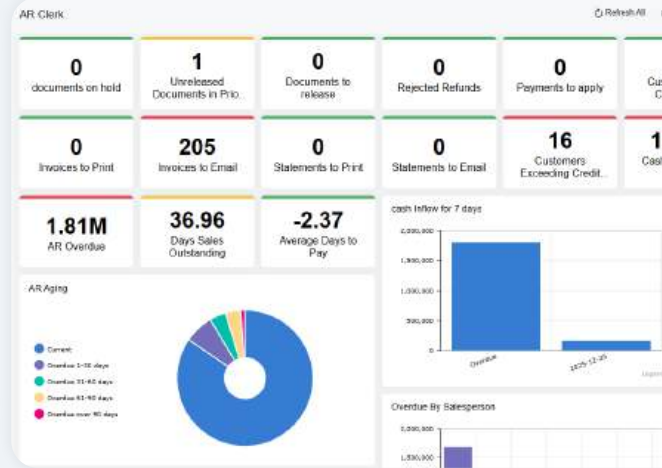 AR Clerk
Refresh All
0
documents on hold
1
Unreleased
Documents in Prio...
0
Documents to
release
0
Rejected Refunds
0
Payments to apply
0
Invoices to Print
205
Invoices to Email
0
Statements to Print
0
Statements to Email
16
Customers
Exceeding Credit...
1.81M
AR Overdue
36.96
Days Sales
Outstanding
-2.37
Average Days to
Pay
cash inflow for 7 days
2,000,000
1,500,000
1,000,000
500,000
0
Overdue
2025-12-25
AR Aging
Current
Overdue 1-30 days
Overdue 31-60 days
Overdue 61-90 days
Overdue over 90 days
Overdue By Salesperson
2,000,000
1,500,000